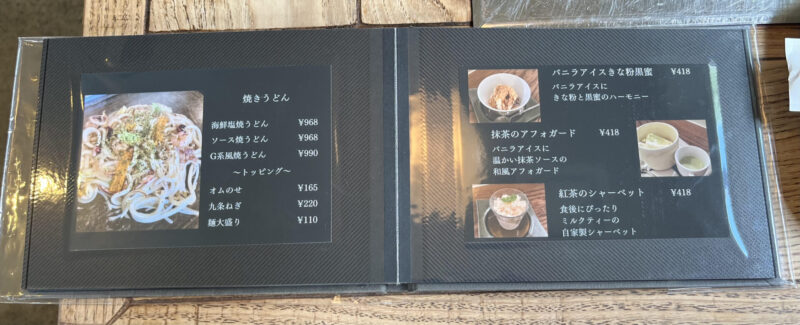 焼きうどん
海鮮塩焼うどん ¥968
ソース焼うどん ¥968
G系風焼うどん ¥990
〜トッピング〜
オムのせ ¥165
九条ねぎ ¥220
麺大盛り ¥110
バニラアイスきな粉黒蜜 ¥418
バニラアイスに
きな粉と黒蜜のハーモニー
抹茶のアフォガード ¥418
バニラアイスに
温かい抹茶ソースの
和風アフォガード
紅茶のシャーベット ¥418
食後にぴったり
ミルクティーの
自家製シャーベット